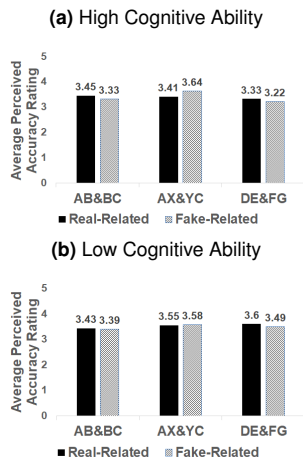 (a) High Cognitive Ability
Average Perceived
Accuracy Rating
5
4
3
2
1
0
3.45 3.33 3.41 3.64 3.33 3.22
AB&BC AX&YC DE&FG
Real-Related Fake-Related
(b) Low Cognitive Ability
Average Perceived
Accuracy Rating
5
4
3
2
1
0
3.43 3.39 3.55 3.58 3.6 3.49
AB&BC AX&YC DE&FG
Real-Related Fake-Related